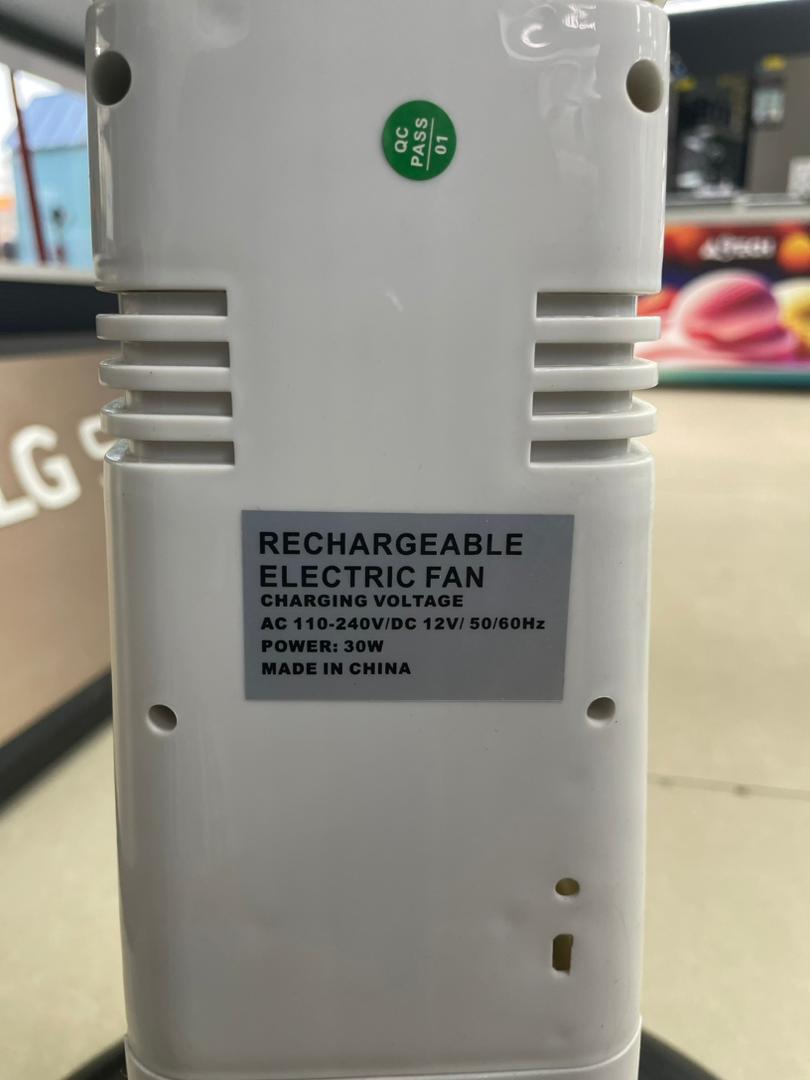 QC
PASS
01
LG
RECHARGEABLE
ELECTRIC FAN
CHARGING VOLTAGE
AC 110-240V/DC 12V/ 50/60Hz
POWER: 30W
MADE IN CHINA